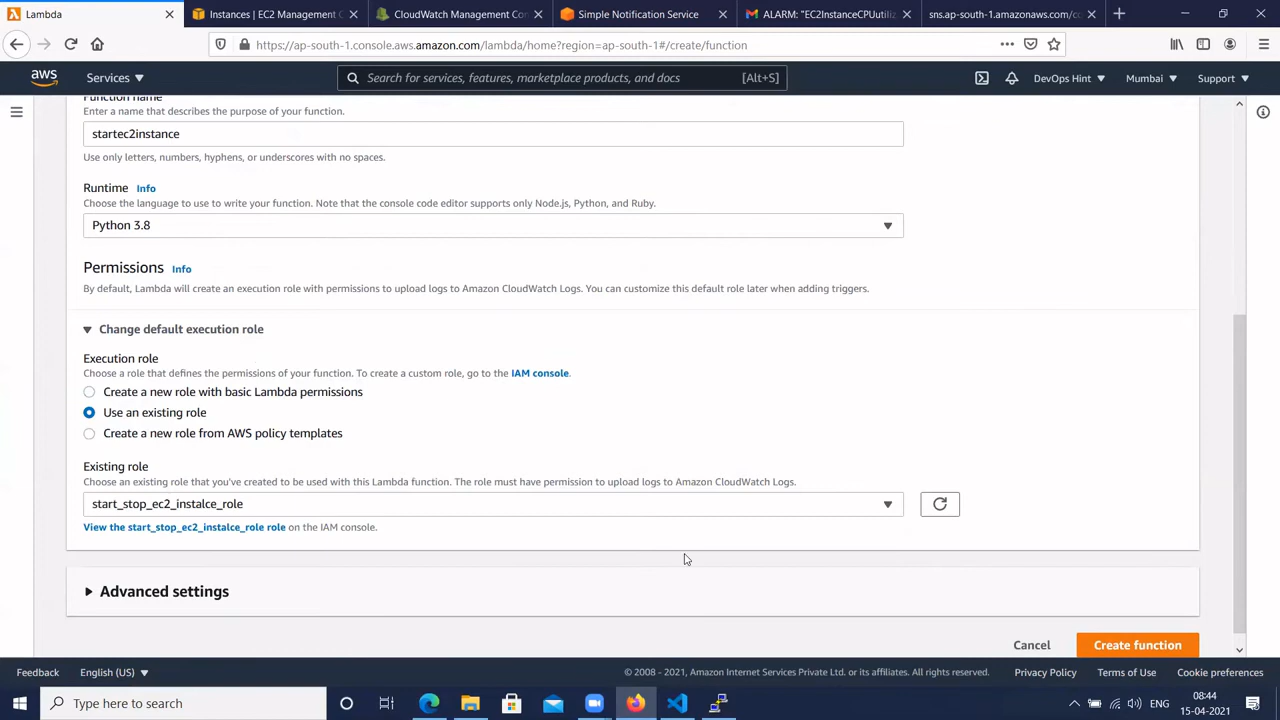 Lambda
Instances | EC2 Management C
CloudWatch Management Con
Simple Notification Service
ALARM: "EC2InstanceCPUutiliz
sns.ap-south-1.amazonaws.com/co
https://ap-south-1.console.aws.amazon.com/lambda/home?region=ap-south-1#/create/function
aws
Services
Search for services, features, marketplace products, and docs
[Alt+S]
DevOps Hint
Mumbai
Support
Function name
Enter a name that describes the purpose of your function.
startec2instance
Use only letters, numbers, hyphens, or underscores with no spaces.
Runtime Info
Choose the language to use to write your function. Note that the console code editor supports only Node.js, Python, and Ruby.
Python 3.8
Permissions Info
By default, Lambda will create an execution role with permissions to upload logs to Amazon CloudWatch Logs. You can customize this default role later when adding triggers.
Change default execution role
Execution role
Choose a role that defines the permissions of your function. To create a custom role, go to the IAM console.
Create a new role with basic Lambda permissions
Use an existing role
Create a new role from AWS policy templates
Existing role
Choose an existing role that you've created to be used with this Lambda function. The role must have permission to upload logs to Amazon CloudWatch Logs.
start_stop_ec2_instalce_role
View the start_stop_ec2_instalce_role role on the IAM console.
Advanced settings
Cancel
Create function
Feedback
English (US)
© 2008 - 2021, Amazon Internet Services Private Ltd. or its affiliates. All rights reserved.
Privacy Policy
Terms of Use
Cookie preferences
Type here to search
ENG
08:44
15-04-2021